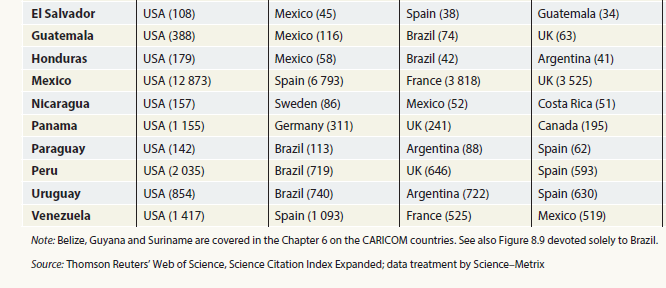 El Salvador USA (108) Mexico (45) Spain (38) Guatemala (34)
Guatemala USA (388) Mexico (116) Brazil (74) UK (63)
Honduras USA (179) Mexico (58) Brazil (42) Argentina (41)
Mexico USA (12 873) Spain (6 793) France (3 818) UK (3 525)
Nicaragua USA (157) Sweden (86) Mexico (52) Costa Rica (51)
Panama USA (1 155) Germany (311) UK (241) Canada (195)
Paraguay USA (142) Brazil (113) Argentina (88) Spain (62)
Peru USA (2 035) Brazil (719) UK (646) Spain (593)
Uruguay USA (854) Brazil (740) Argentina (722) Spain (630)
Venezuela USA (1 417) Spain (1 093) France (525) Mexico (519)
Note: Belize, Guyana and Suriname are covered in the Chapter 6 on the CARICOM countries. See also Figure 8.9 devoted solely to Brazil.
Source: Thomson Reuters' Web of Science, Science Citation Index Expanded; data treatment by Science–Metrix